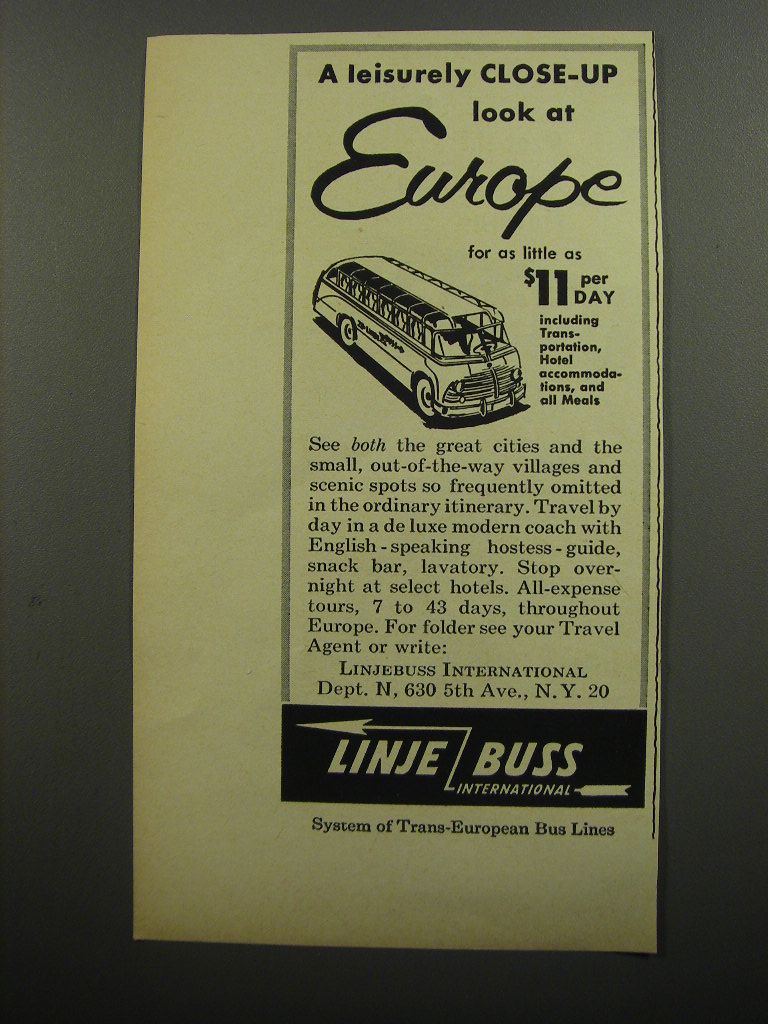 A leisurely CLOSE-UP
look at
Europe
for as little as
$11 per
DAY
including
Trans-
portation,
Hotel
accommoda-
tions, and
all Meals
See both the great cities and the
small, out-of-the-way villages and
scenic spots so frequently omitted
in the ordinary itinerary. Travel by
day in a de luxe modern coach with
English-speaking hostess-guide,
snack bar, lavatory. Stop over-
night at select hotels. All-expense
tours, 7 to 43 days, throughout
Europe. For folder see your Travel
Agent or write:
LINJEBUSS INTERNATIONAL
Dept. N, 630 5th Ave., N.Y. 20
LINJE BUSS
INTERNATIONAL
System of Trans-European Bus Lines